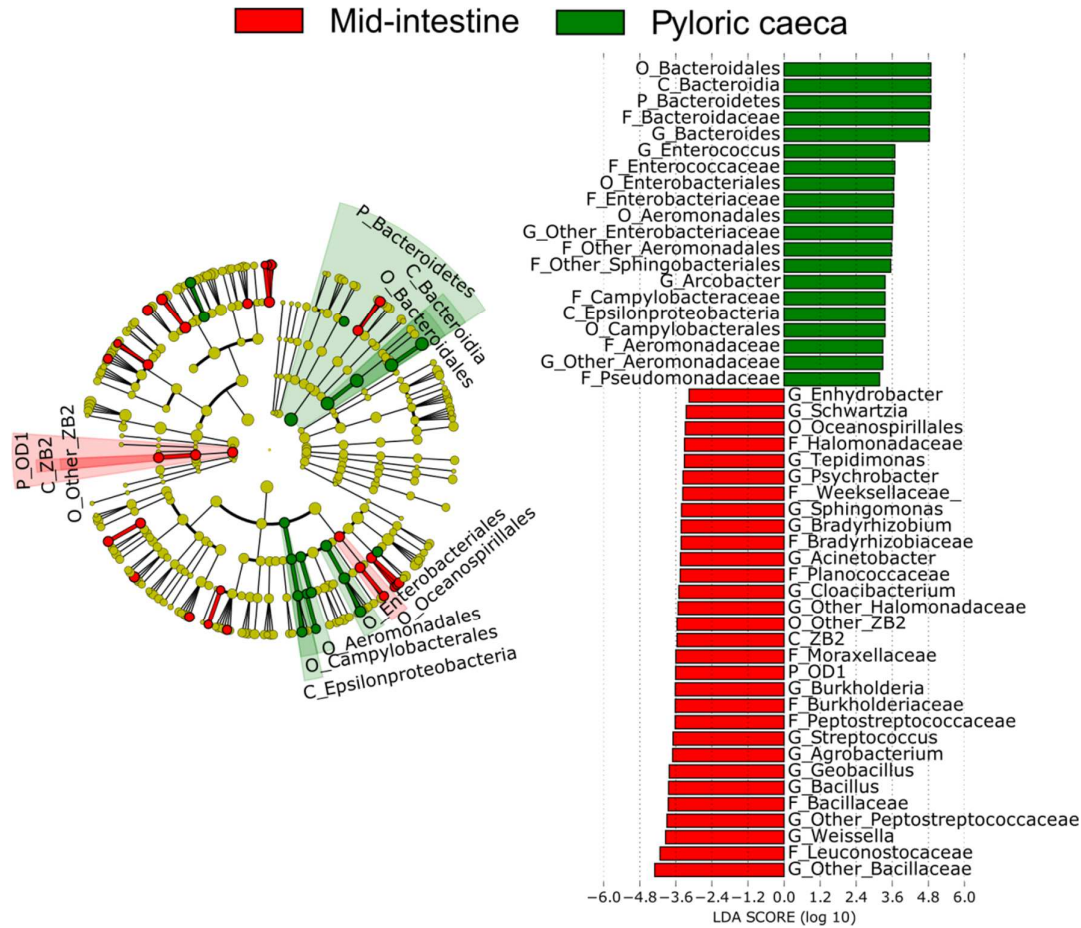 Mid-intestine
Pyloric caeca
P_Bacteroidetes
C_Bacteroidia
O_Bacteroidales
P_OD1
C_ZB2
O_Other_ZB2
O_Enterobacteriales
O_Oceanospirillales
O_Aeromonadales
O_Campylobacterales
C_Epsilonproteobacteria
O_Bacteroidales
C_Bacteroidia
P_Bacteroidetes
F_Bacteroidaceae
G_Bacteroides
G_Enterococcus
F_Enterococcaceae
O_Enterobacteriales
F_Enterobacteriaceae
O_Aeromonadales
G_Other_Enterobacteriaceae
F_Other_Aeromonadales
F_Other_Sphingobacteriales
G_Arcobacter
F_Campylobacteraceae
C_Epsilonproteobacteria
O_Campylobacterales
F_Aeromonadaceae
G_Other_Aeromonadaceae
F_Pseudomonadaceae
G_Enhydrobacter
G_Schwartzia
O_Oceanospirillales
F_Halomonadaceae
G_Tepidimonas
G_Psychrobacter
F__Weeksellaceae_
G_Sphingomonas
G_Bradyrhizobium
F_Bradyrhizobiaceae
G_Acinetobacter
F_Planococcaceae
G_Cloacibacterium
G_Other_Halomonadaceae
O_Other_ZB2
C_ZB2
F_Moraxellaceae
P_OD1
G_Burkholderia
F_Burkholderiaceae
F_Peptostreptococcaceae
G_Streptococcus
G_Agrobacterium
G_Geobacillus
G_Bacillus
F_Bacillaceae
G_Other_Peptostreptococcaceae
G_Weissella
F_Leuconostocaceae
G_Other_Bacillaceae
−6.0 −4.8 −3.6 −2.4 −1.2 0.0 1.2 2.4 3.6 4.8 6.0
LDA SCORE (log 10)